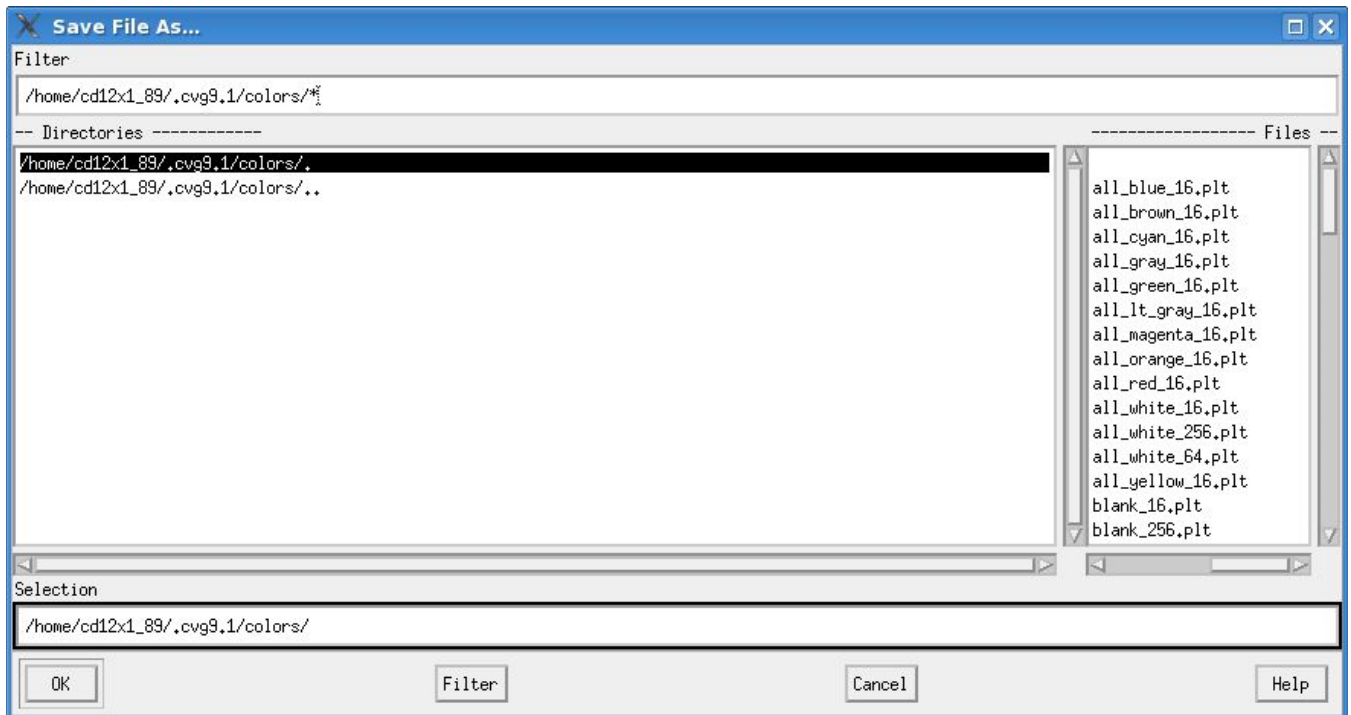 Save File As...
Filter
/home/cd12x1_89/.cvg9.1/colors/*
-- Directories ------------
------------------ Files --
/home/cd12x1_89/.cvg9.1/colors/.
/home/cd12x1_89/.cvg9.1/colors/..
all_blue_16.plt
all_brown_16.plt
all_cyan_16.plt
all_gray_16.plt
all_green_16.plt
all_lt_gray_16.plt
all_magenta_16.plt
all_orange_16.plt
all_red_16.plt
all_white_16.plt
all_white_256.plt
all_white_64.plt
all_yellow_16.plt
blank_16.plt
blank_256.plt
Selection
/home/cd12x1_89/.cvg9.1/colors/
OK
Filter
Cancel
Help